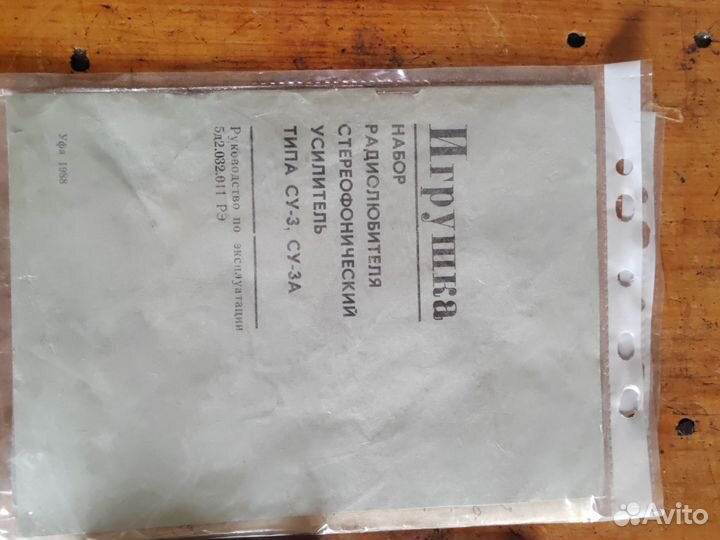 Игрушка
НАБОР
РАДИОЛЮБИТЕЛЯ
СТЕРЕОФОНИЧЕСКИЙ
УСИЛИТЕЛЬ
ТИПА СУ-3, СУ-3А
Руководство по эксплуатации
5д2.032.011 РЭ
Уфа 1988
Avito